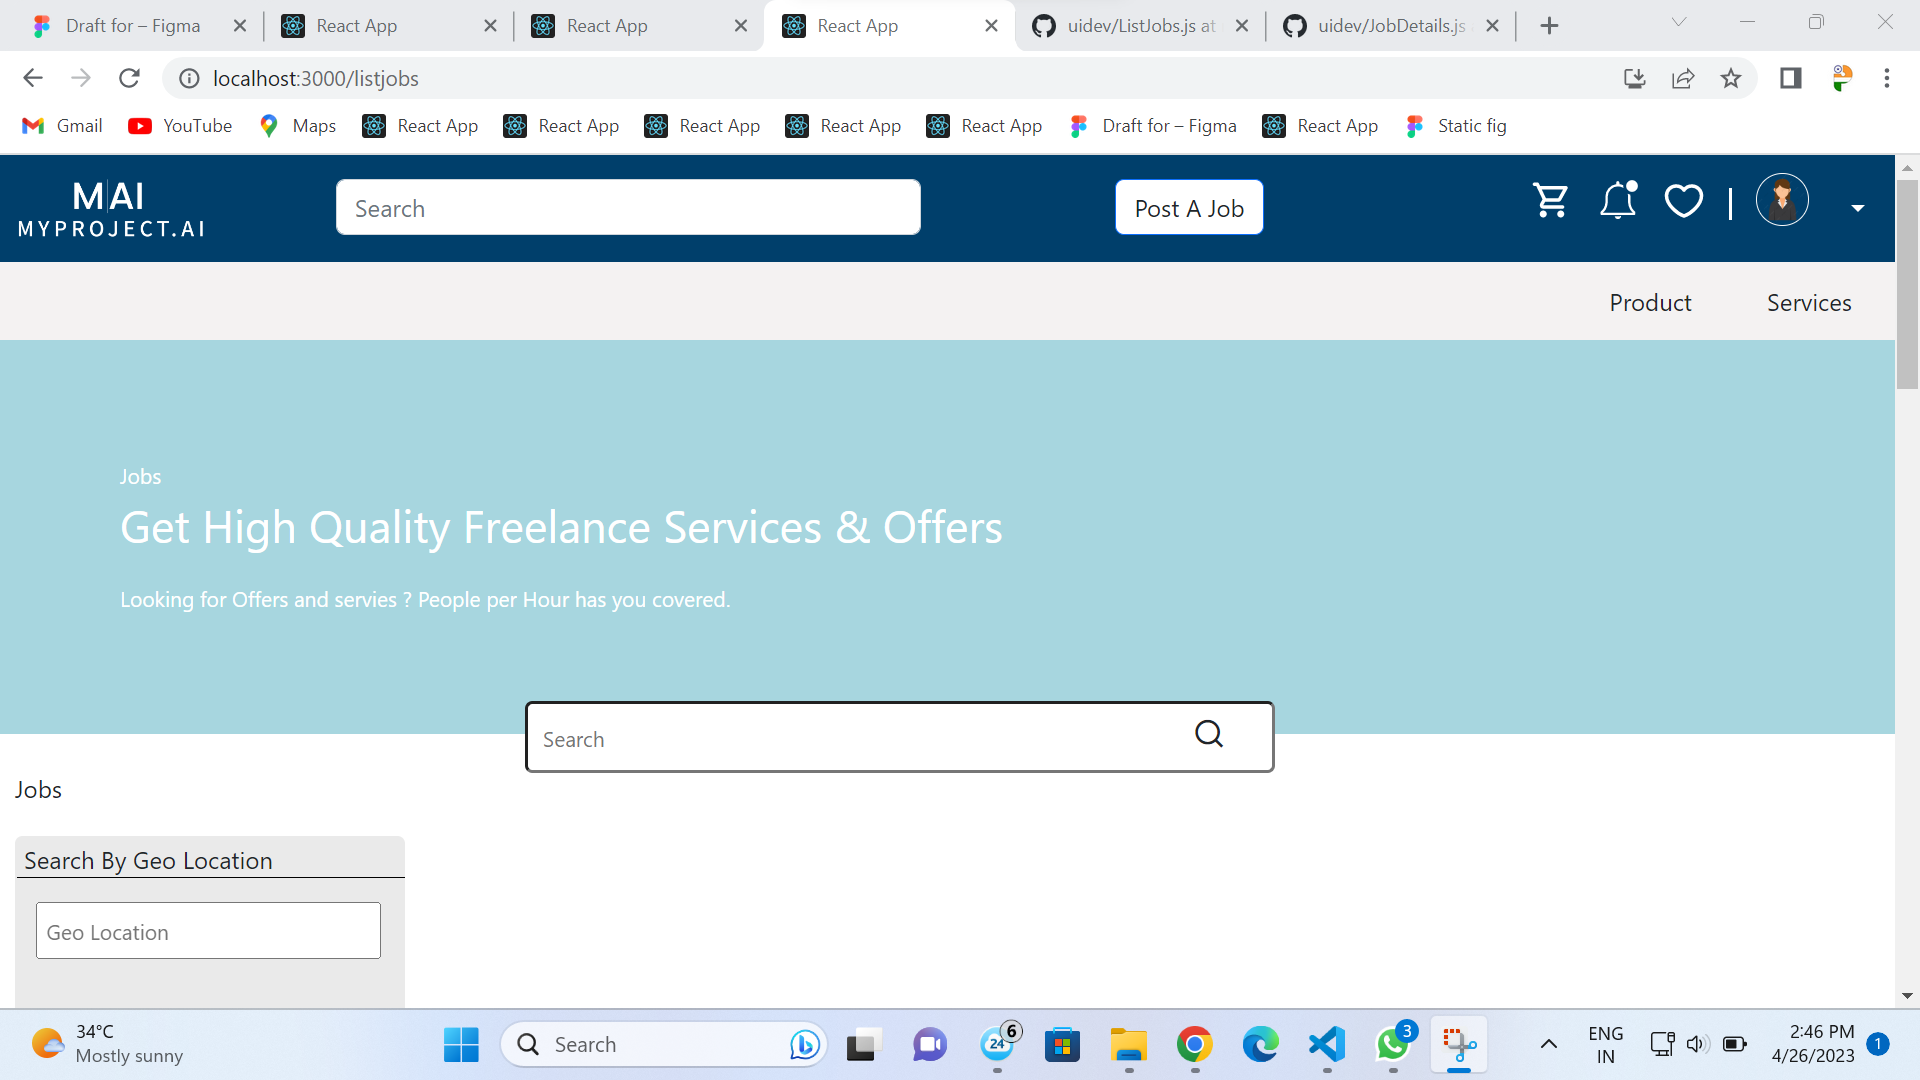 Draft for – Figma
React App
React App
React App
uidev/ListJobs.js at
uidev/JobDetails.js
localhost:3000/listjobs
Gmail
YouTube
Maps
React App
React App
React App
React App
React App
Draft for – Figma
React App
Static fig
M|AI
MYPROJECT.AI
Search
Post A Job
Product
Services
Jobs
Get High Quality Freelance Services & Offers
Looking for Offers and servies ? People per Hour has you covered.
Search
Jobs
Search By Geo Location
Geo Location
34°C
Mostly sunny
Search
24
6
3
ENG
IN
2:46 PM
4/26/2023
1